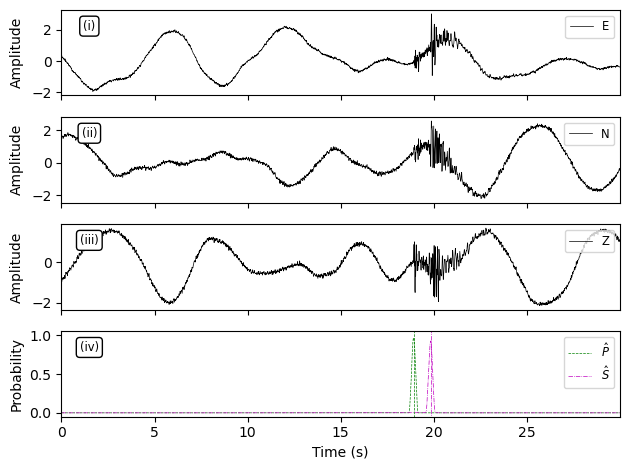 (i)
E
Amplitude
2
0
−2
(ii)
N
Amplitude
2
0
−2
(iii)
Z
Amplitude
0
−2
(iv)
P̂
Ŝ
Probability
1.0
0.5
0.0
0 5 10 15 20 25
Time (s)